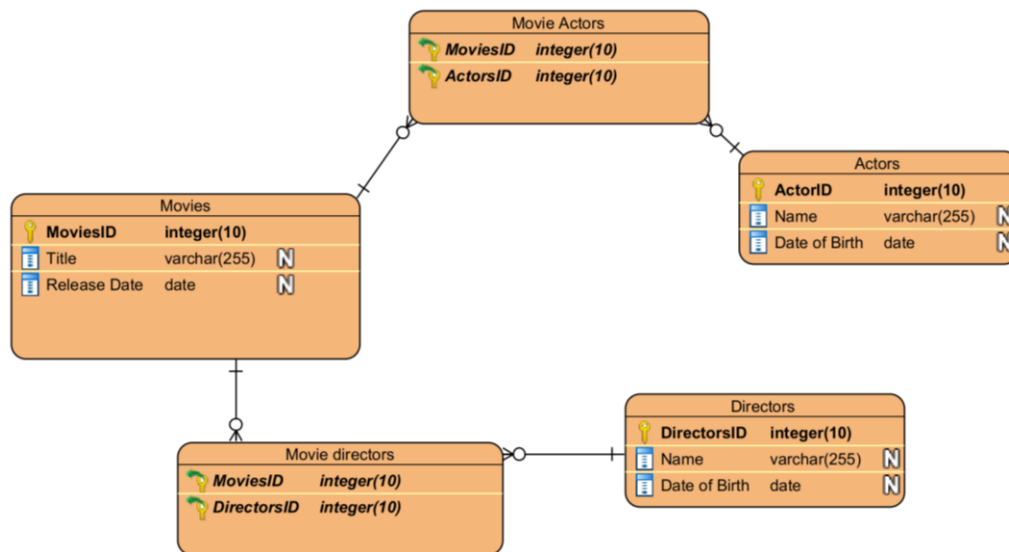 Movie Actors
MoviesID integer(10)
ActorsID integer(10)
Actors
ActorID integer(10)
Name varchar(255) N
Date of Birth date N
Movies
MoviesID integer(10)
Title varchar(255) N
Release Date date N
Directors
DirectorsID integer(10)
Name varchar(255) N
Date of Birth date N
Movie directors
MoviesID integer(10)
DirectorsID integer(10)